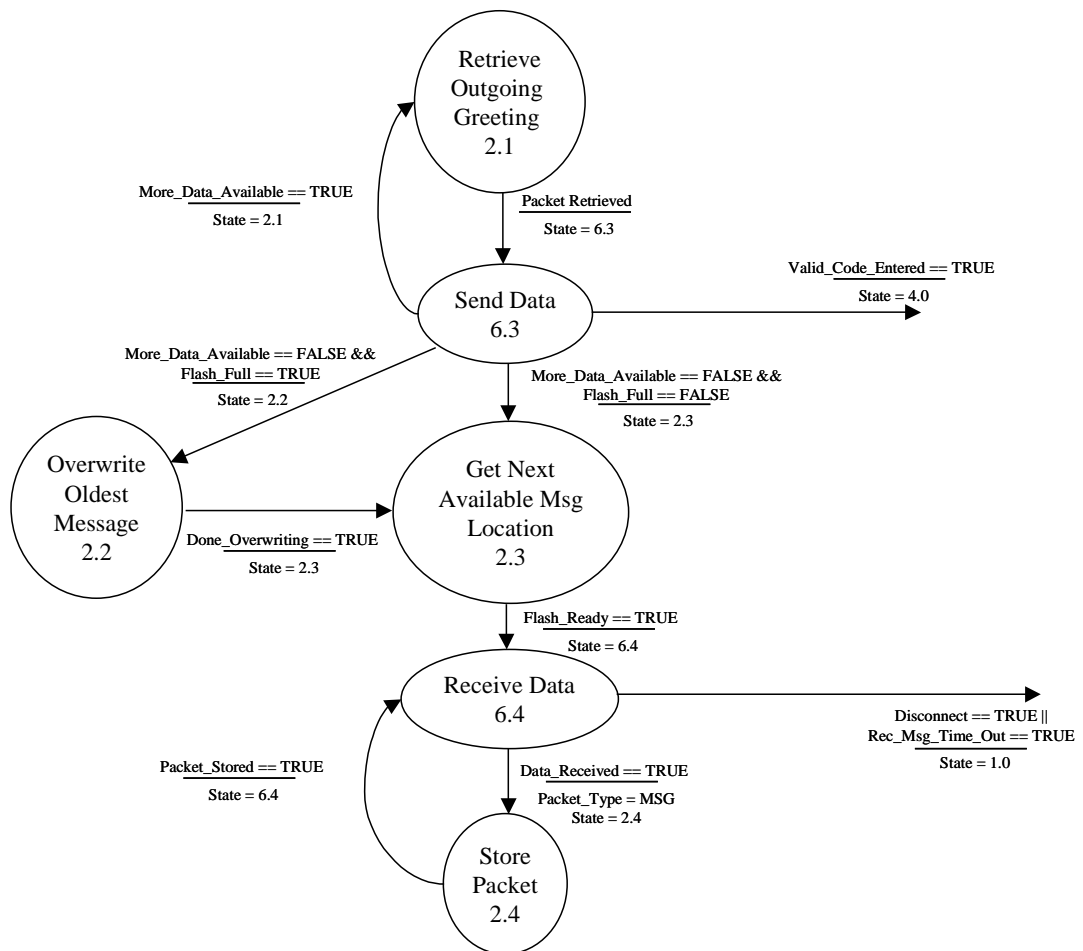 Retrieve
Outgoing
Greeting
2.1
More_Data_Available == TRUE
State = 2.1
Packet Retrieved
State = 6.3
Valid_Code_Entered == TRUE
State = 4.0
Send Data
6.3
More_Data_Available == FALSE &&
Flash_Full == TRUE
State = 2.2
More_Data_Available == FALSE &&
Flash_Full == FALSE
State = 2.3
Overwrite
Oldest
Message
2.2
Get Next
Available Msg
Location
2.3
Done_Overwriting == TRUE
State = 2.3
Flash_Ready == TRUE
State = 6.4
Receive Data
6.4
Disconnect == TRUE ||
Rec_Msg_Time_Out == TRUE
State = 1.0
Packet_Stored == TRUE
State = 6.4
Data_Received == TRUE
Packet_Type = MSG
State = 2.4
Store
Packet
2.4